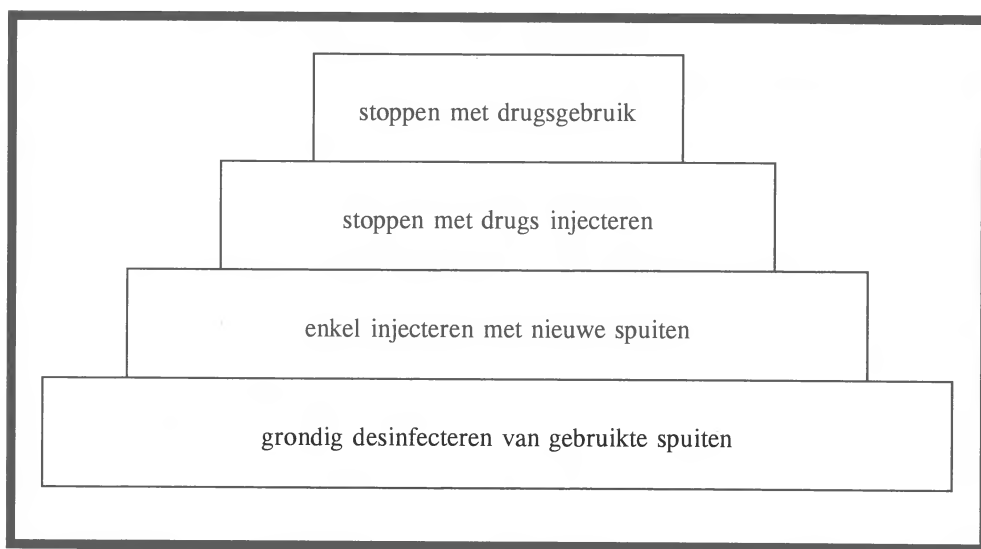 stoppen met drugsgebruik
stoppen met drugs injecteren
enkel injecteren met nieuwe spuiten
grondig desinfecteren van gebruikte spuiten